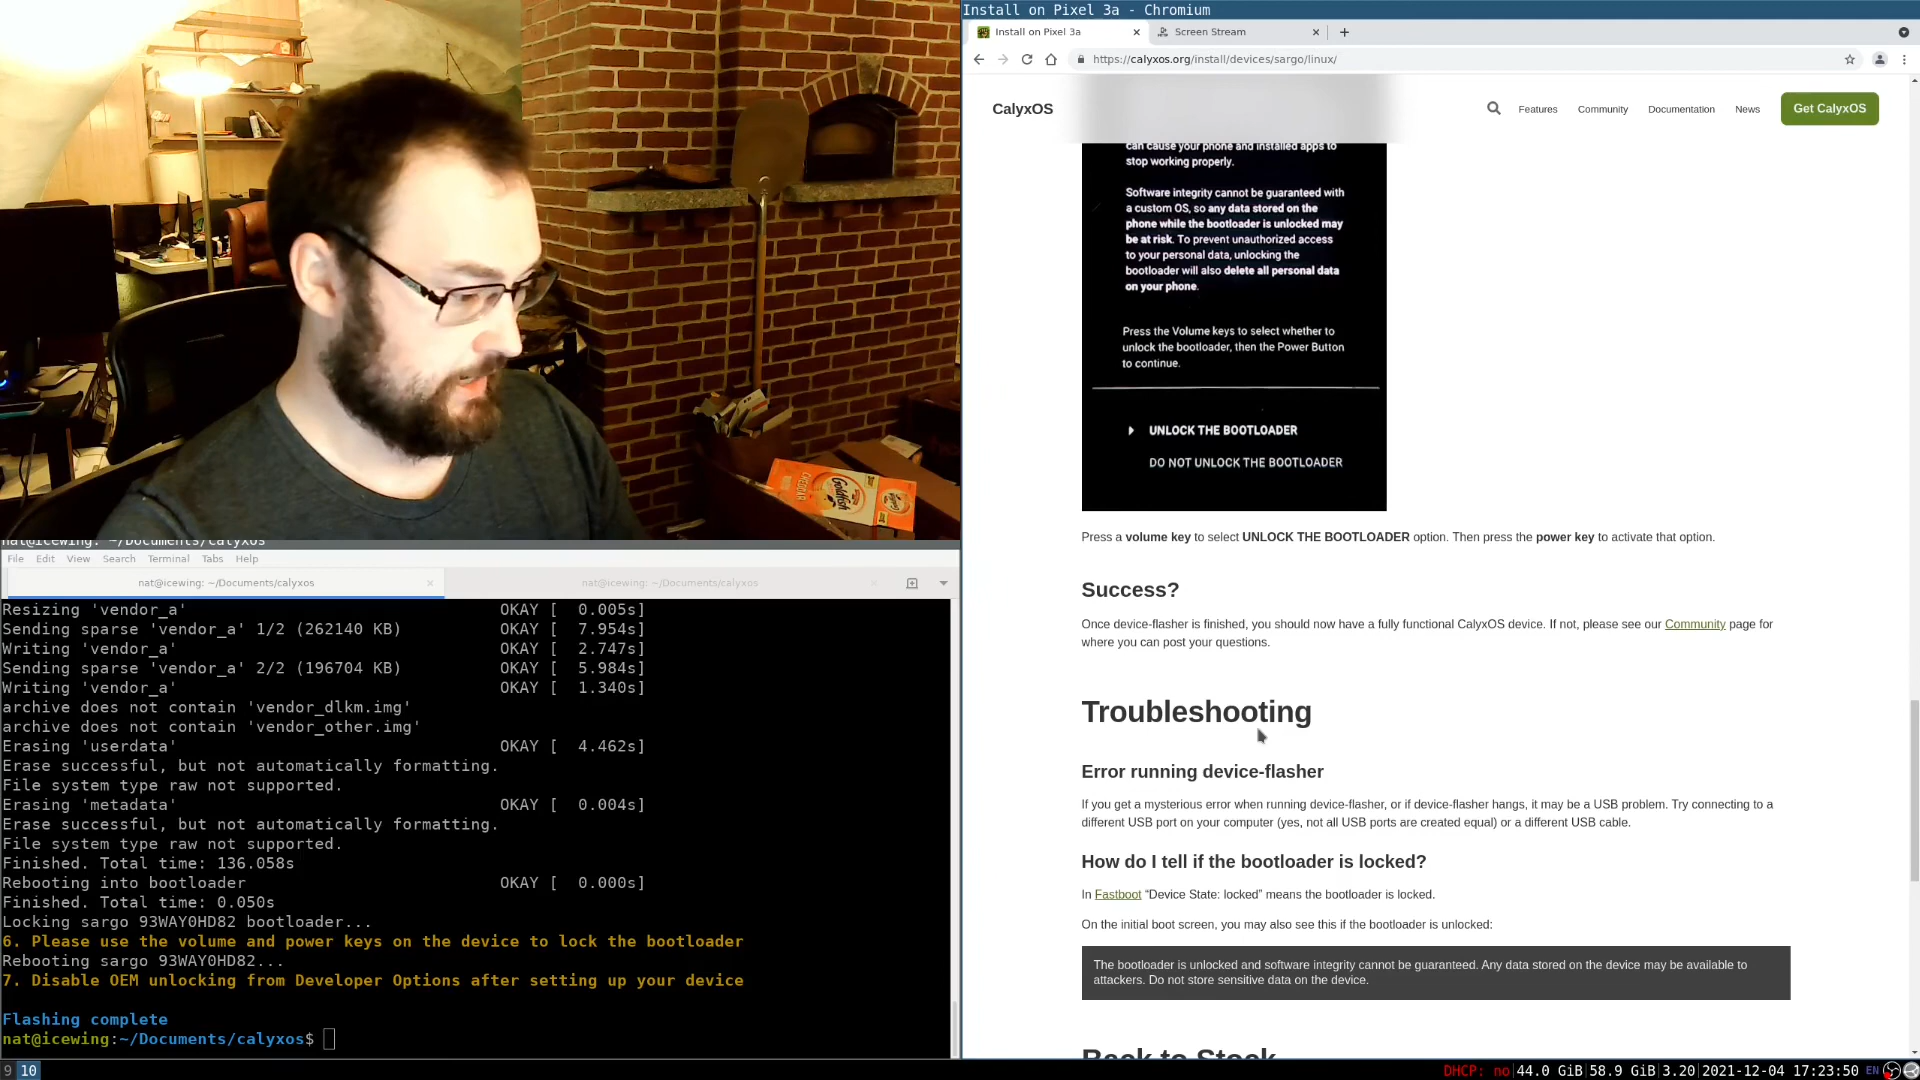 Install on Pixel 3a - Chromium
Install on Pixel 3a
Screen Stream
https://calyxos.org/install/devices/sargo/linux/
CalyxOS
Features
Community
Documentation
News
Get CalyxOS
can cause your phone and installed apps to
stop working properly.
Software integrity cannot be guaranteed with
a custom OS, so any data stored on the
phone while the bootloader is unlocked may
be at risk. To prevent unauthorized access
to your personal data, unlocking the
bootloader will also delete all personal data
on your phone.
Press the Volume keys to select whether to
unlock the bootloader, then the Power Button
to continue.
UNLOCK THE BOOTLOADER
DO NOT UNLOCK THE BOOTLOADER
Press a volume key to select UNLOCK THE BOOTLOADER option. Then press the power key to activate that option.
Success?
Once device-flasher is finished, you should now have a fully functional CalyxOS device. If not, please see our Community page for
where you can post your questions.
Troubleshooting
Error running device-flasher
If you get a mysterious error when running device-flasher, or if device-flasher hangs, it may be a USB problem. Try connecting to a
different USB port on your computer (yes, not all USB ports are created equal) or a different USB cable.
How do I tell if the bootloader is locked?
In Fastboot “Device State: locked” means the bootloader is locked.
On the initial boot screen, you may also see this if the bootloader is unlocked:
The bootloader is unlocked and software integrity cannot be guaranteed. Any data stored on the device may be available to
attackers. Do not store sensitive data on the device.
Back to Stock
Goldfish
nat@icewing: ~/Documents/calyxos
File Edit View Search Terminal Tabs Help
nat@icewing: ~/Documents/calyxos
nat@icewing: ~/Documents/calyxos
Resizing 'vendor_a' OKAY [ 0.005s]
Sending sparse 'vendor_a' 1/2 (262140 KB) OKAY [ 7.954s]
Writing 'vendor_a' OKAY [ 2.747s]
Sending sparse 'vendor_a' 2/2 (196704 KB) OKAY [ 5.984s]
Writing 'vendor_a' OKAY [ 1.340s]
archive does not contain 'vendor_dlkm.img'
archive does not contain 'vendor_other.img'
Erasing 'userdata' OKAY [ 4.462s]
Erase successful, but not automatically formatting.
File system type raw not supported.
Erasing 'metadata' OKAY [ 0.004s]
Erase successful, but not automatically formatting.
File system type raw not supported.
Finished. Total time: 136.058s
Rebooting into bootloader OKAY [ 0.000s]
Finished. Total time: 0.050s
Locking sargo 93WAY0HD82 bootloader...
6. Please use the volume and power keys on the device to lock the bootloader
Rebooting sargo 93WAY0HD82...
7. Disable OEM unlocking from Developer Options after setting up your device
Flashing complete
nat@icewing:~/Documents/calyxos$
9 10
DHCP: no 44.0 GiB 58.9 GiB 3.20 2021-12-04 17:23:50 EN